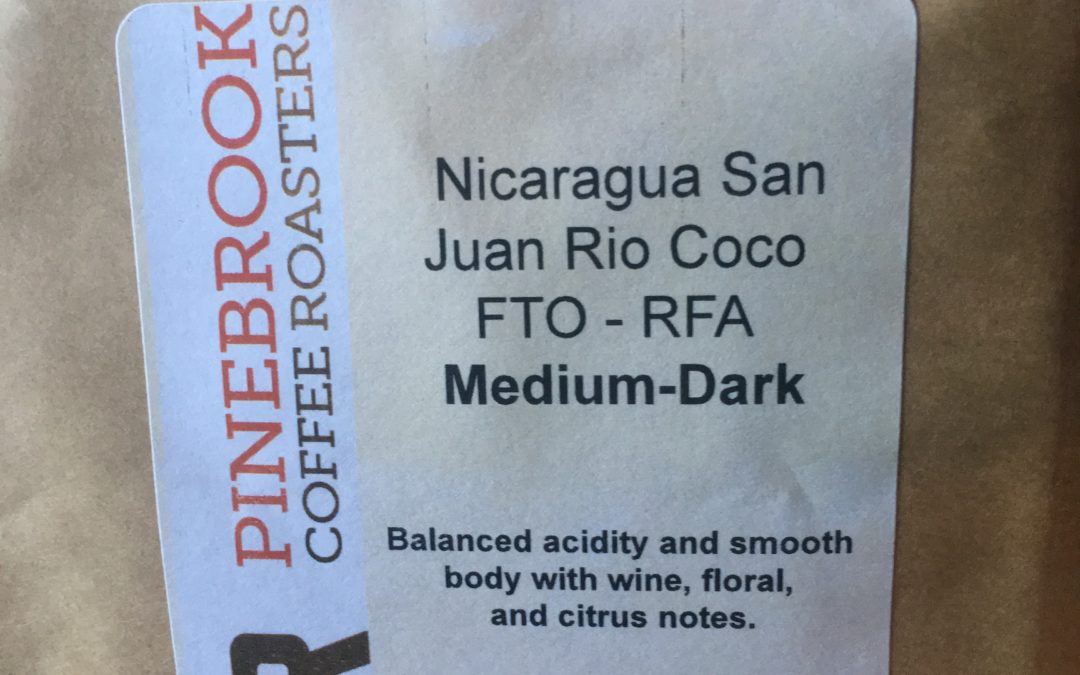 PINEBROOK
COFFEE ROASTERS
Nicaragua San
Juan Rio Coco
FTO - RFA
Medium-Dark
Balanced acidity and smooth
body with wine, floral,
and citrus notes.
R